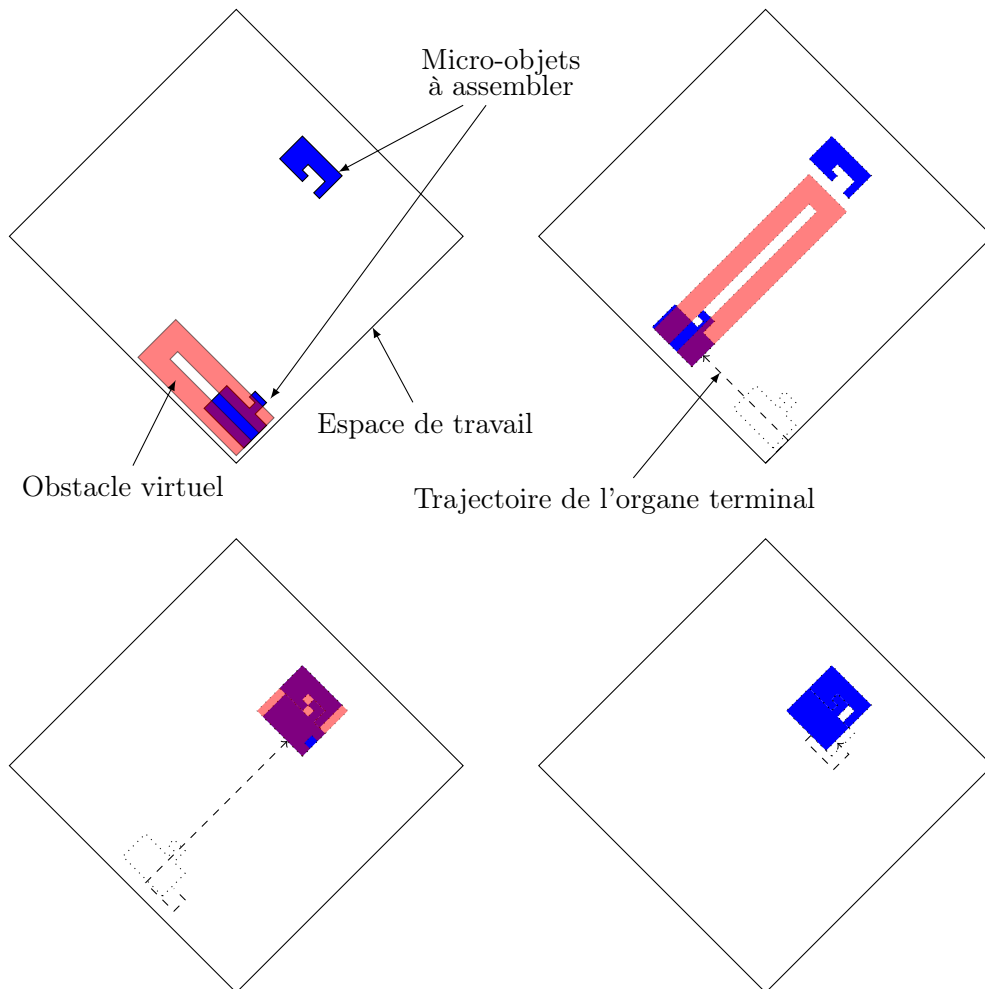 Micro-objets
à assembler
Espace de travail
Obstacle virtuel
Trajectoire de l'organe terminal